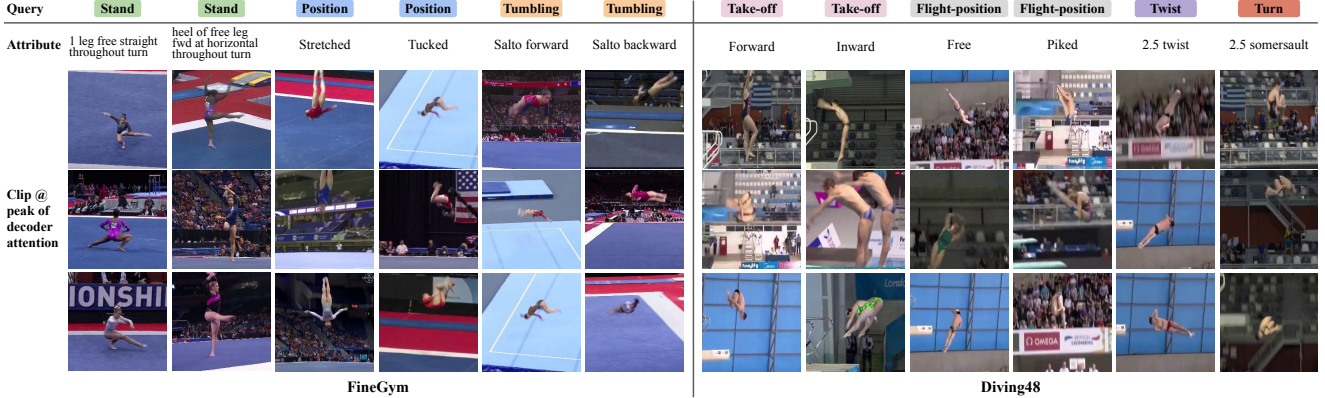 Query Stand Stand Position Position Tumbling Tumbling Take-off Take-off Flight-position Flight-position Twist Turn
Attribute
1 leg free straight
throughout turn
heel of free leg
fwd at horizontal
throughout turn
Stretched Tucked Salto forward Salto backward Forward Inward Free Piked 2.5 twist 2.5 somersault
Clip @
peak of
decoder
attention
IONSHIP
OMEGA
OMEGA
London
FineGym Diving48